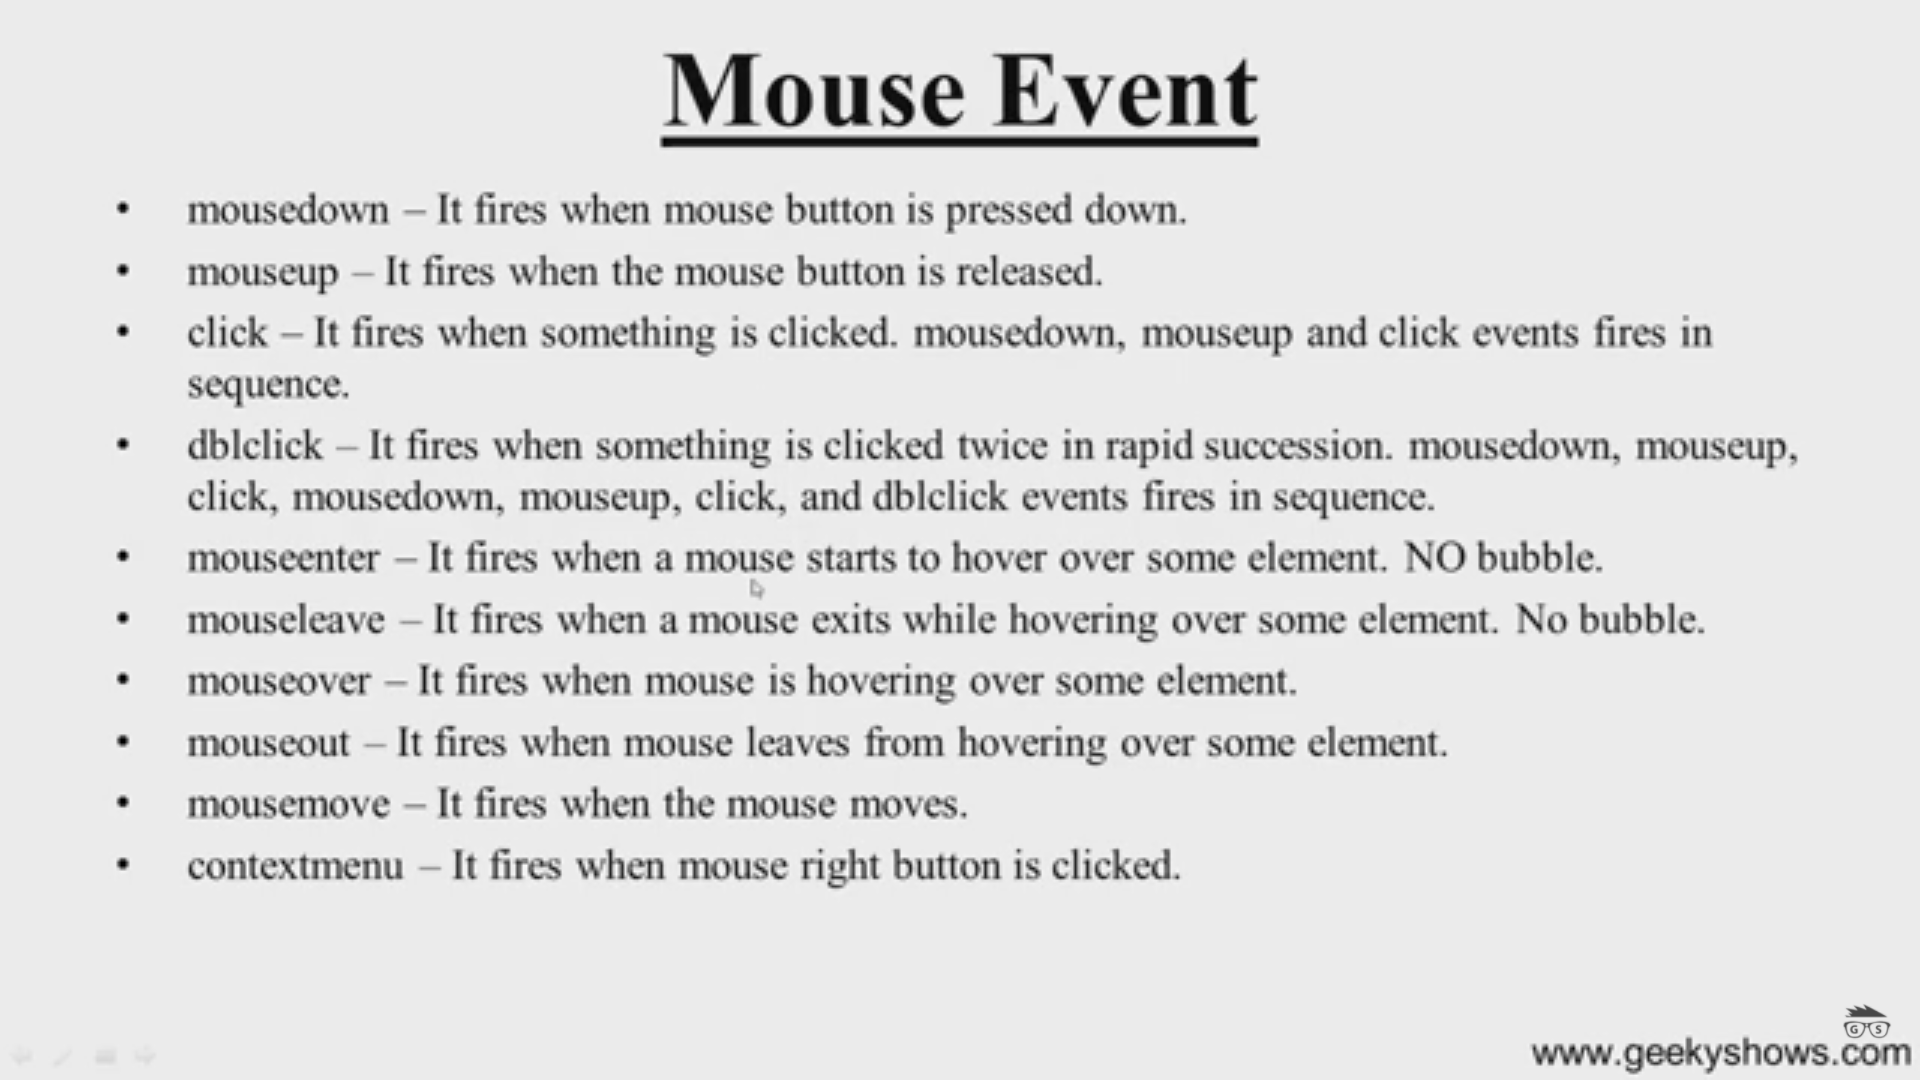 Mouse Event
• mousedown – It fires when mouse button is pressed down.
• mouseup – It fires when the mouse button is released.
• click – It fires when something is clicked. mousedown, mouseup and click events fires in
sequence.
• dblclick – It fires when something is clicked twice in rapid succession. mousedown, mouseup,
click, mousedown, mouseup, click, and dblclick events fires in sequence.
• mouseenter – It fires when a mouse starts to hover over some element. NO bubble.
• mouseleave – It fires when a mouse exits while hovering over some element. No bubble.
• mouseover – It fires when mouse is hovering over some element.
• mouseout – It fires when mouse leaves from hovering over some element.
• mousemove – It fires when the mouse moves.
• contextmenu – It fires when mouse right button is clicked.
G S
www.geekyshows.com